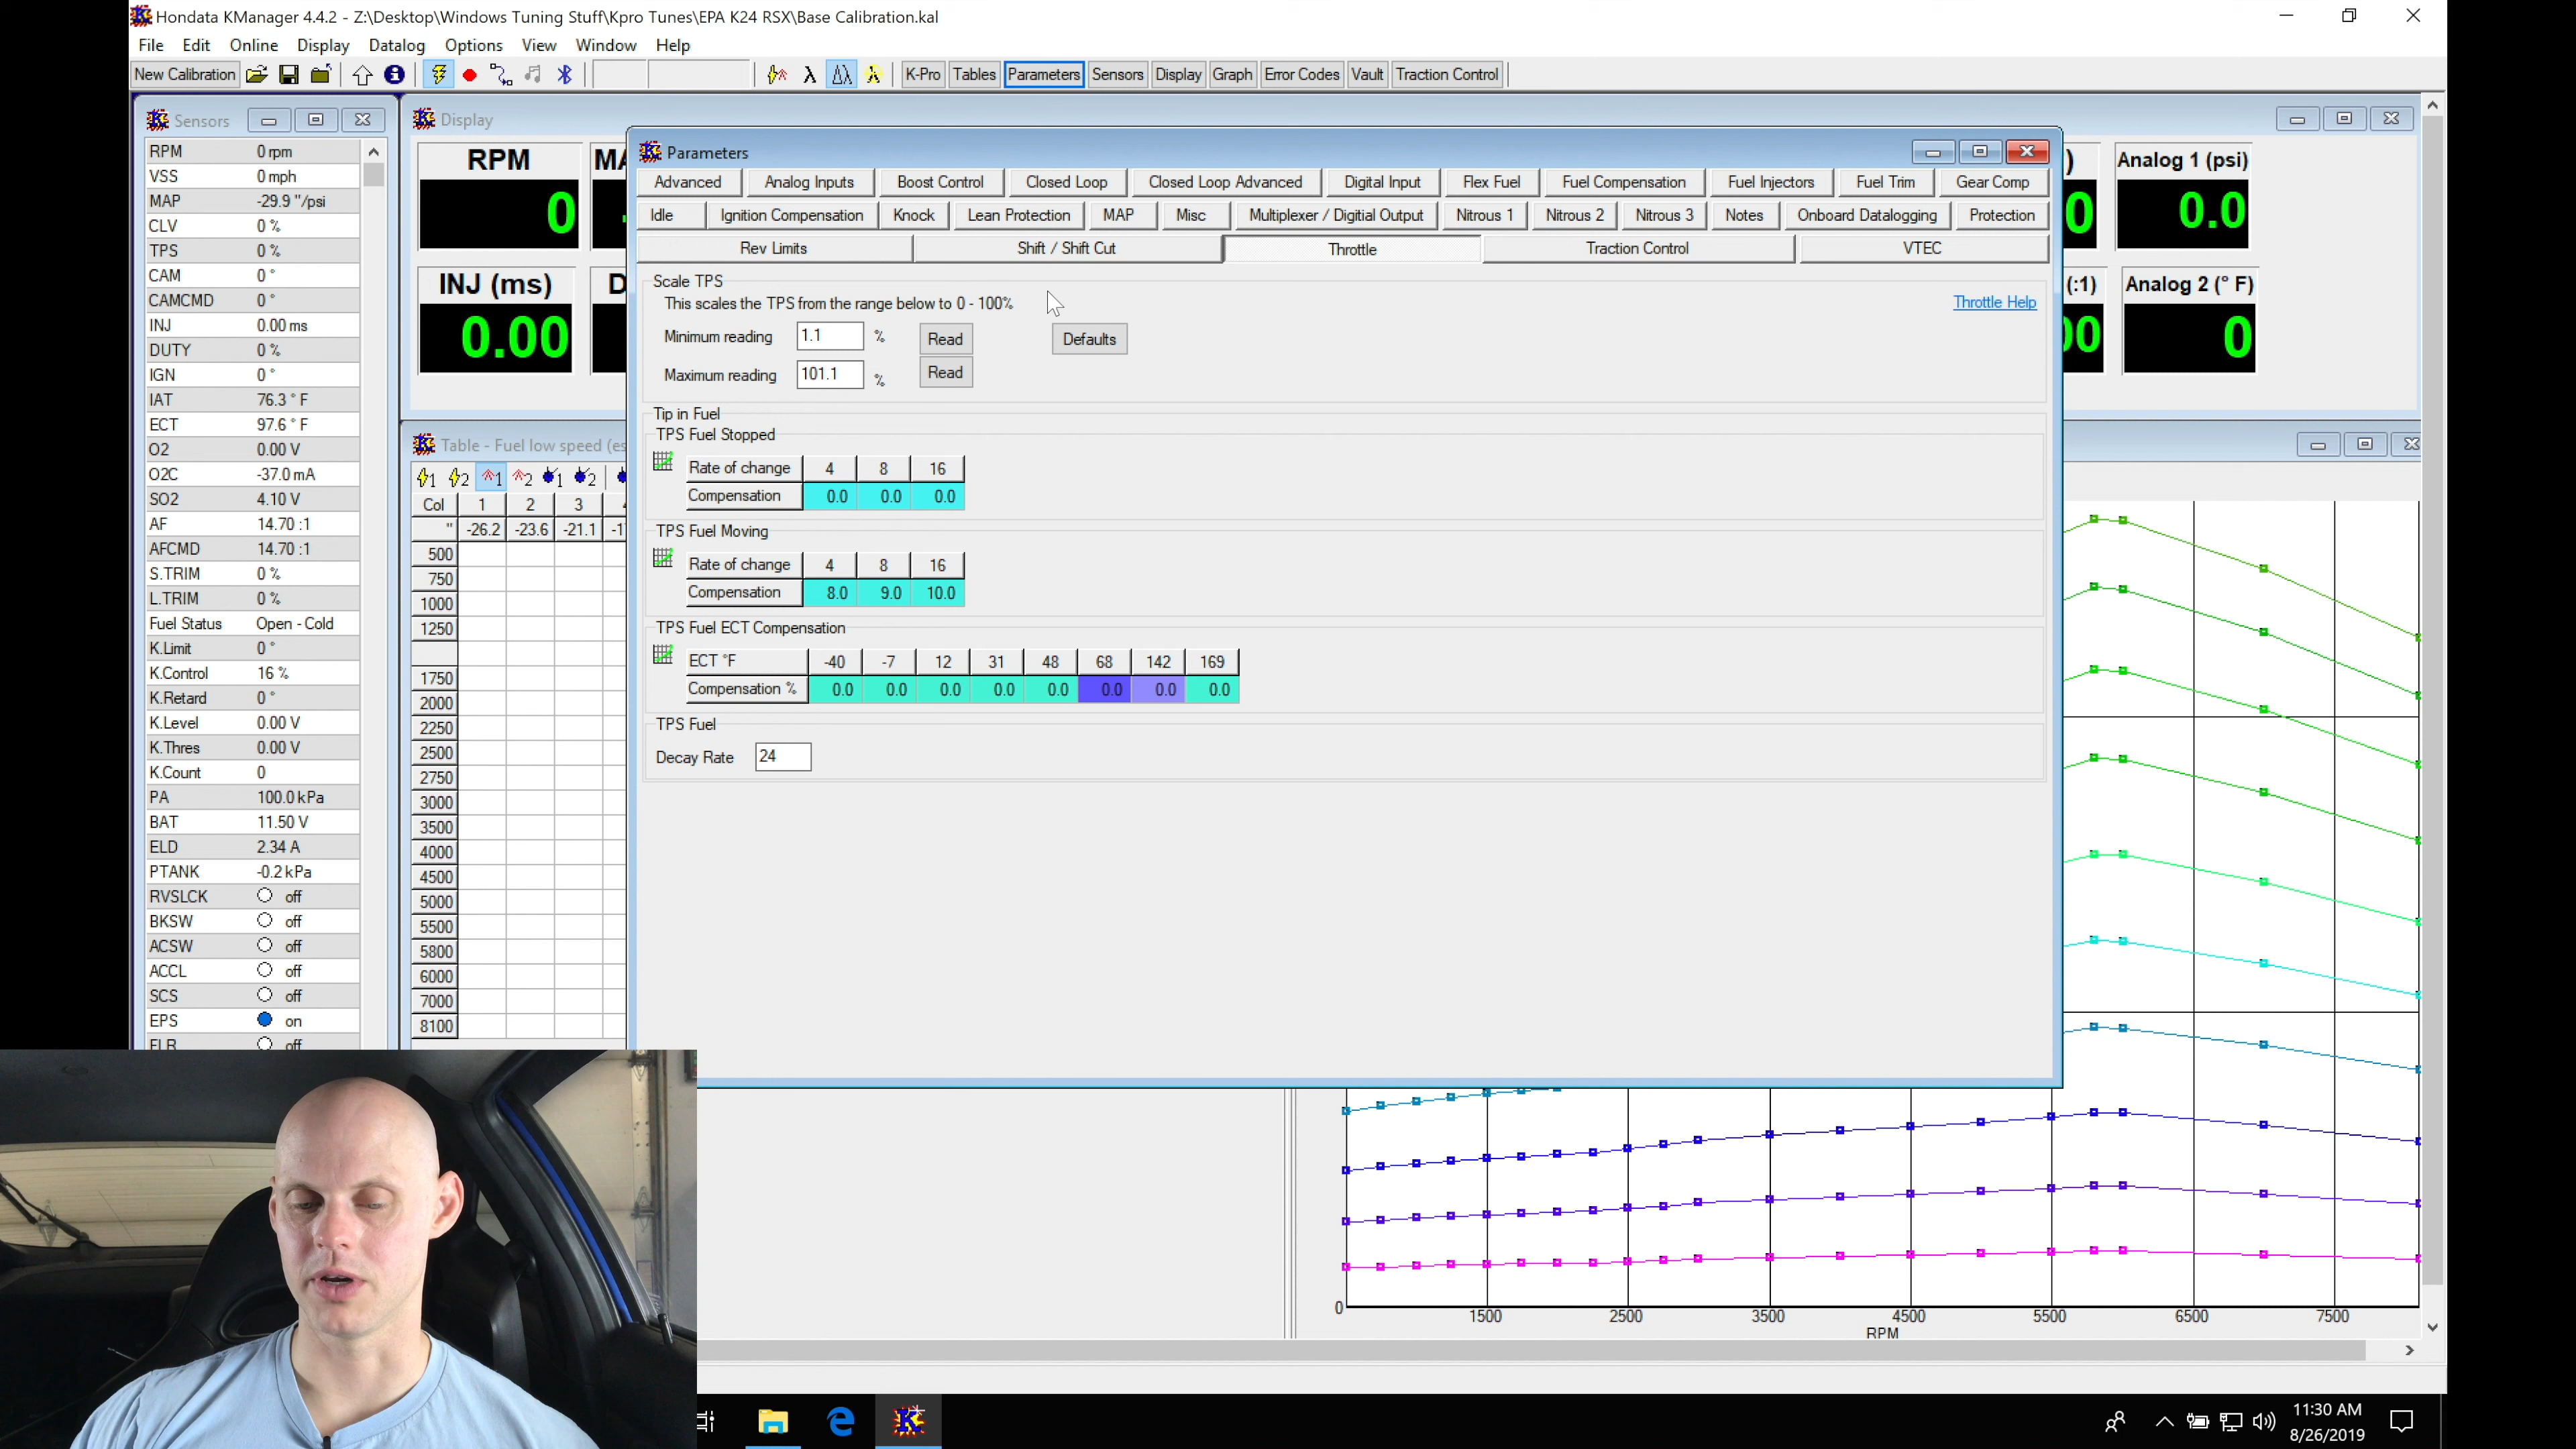 Hondata KManager 4.4.2 - Z:\Desktop\Windows Tuning Stuff\Kpro Tunes\EPA K24 RSX\Base Calibration.kal
File Edit Online Display Datalog Options View Window Help
New Calibration K-Pro Tables Parameters Sensors Display Graph Error Codes Vault Traction Control
Sensors
RPM 0 rpm
VSS 0 mph
MAP -29.9 "/psi
CLV 0 %
TPS 0 %
CAM 0 °
CAMCMD 0 °
INJ 0.00 ms
DUTY 0 %
IGN 0 °
IAT 76.3 ° F
ECT 97.6 ° F
O2 0.00 V
O2C -37.0 mA
SO2 4.10 V
AF 14.70 :1
AFCMD 14.70 :1
S.TRIM 0 %
L.TRIM 0 %
Fuel Status Open - Cold
K.Limit 0 °
K.Control 16 %
K.Retard 0 °
K.Level 0.00 V
K.Thres 0.00 V
K.Count 0
PA 100.0 kPa
BAT 11.50 V
ELD 2.34 A
PTANK -0.2 kPa
RVSLCK off
BKSW off
ACSW off
ACCL off
SCS off
EPS on
FLR off
Display
RPM
0
INJ (ms)
0.00
Analog 1 (psi)
0.0
(:1) Analog 2 (° F)
0
Table - Fuel low speed (es
1 2 1 2 1 2
Col 1 2 3
" -26.2 -23.6 -21.1
500
750
1000
1250
1750
2000
2250
2500
2750
3000
3500
4000
4500
5000
5500
5800
6000
7000
8100
Parameters
Advanced Analog Inputs Boost Control Closed Loop Closed Loop Advanced Digital Input Flex Fuel Fuel Compensation Fuel Injectors Fuel Trim Gear Comp
Idle Ignition Compensation Knock Lean Protection MAP Misc Multiplexer / Digitial Output Nitrous 1 Nitrous 2 Nitrous 3 Notes Onboard Datalogging Protection
Rev Limits Shift / Shift Cut Throttle Traction Control VTEC
Scale TPS
This scales the TPS from the range below to 0 - 100%
Throttle Help
Minimum reading 1.1 % Read Defaults
Maximum reading 101.1 % Read
Tip in Fuel
TPS Fuel Stopped
Rate of change 4 8 16
Compensation 0.0 0.0 0.0
TPS Fuel Moving
Rate of change 4 8 16
Compensation 8.0 9.0 10.0
TPS Fuel ECT Compensation
ECT °F -40 -7 12 31 48 68 142 169
Compensation % 0.0 0.0 0.0 0.0 0.0 0.0 0.0 0.0
TPS Fuel
Decay Rate 24
0
1500 2500 3500 4500 5500 6500 7500
RPM
11:30 AM
8/26/2019